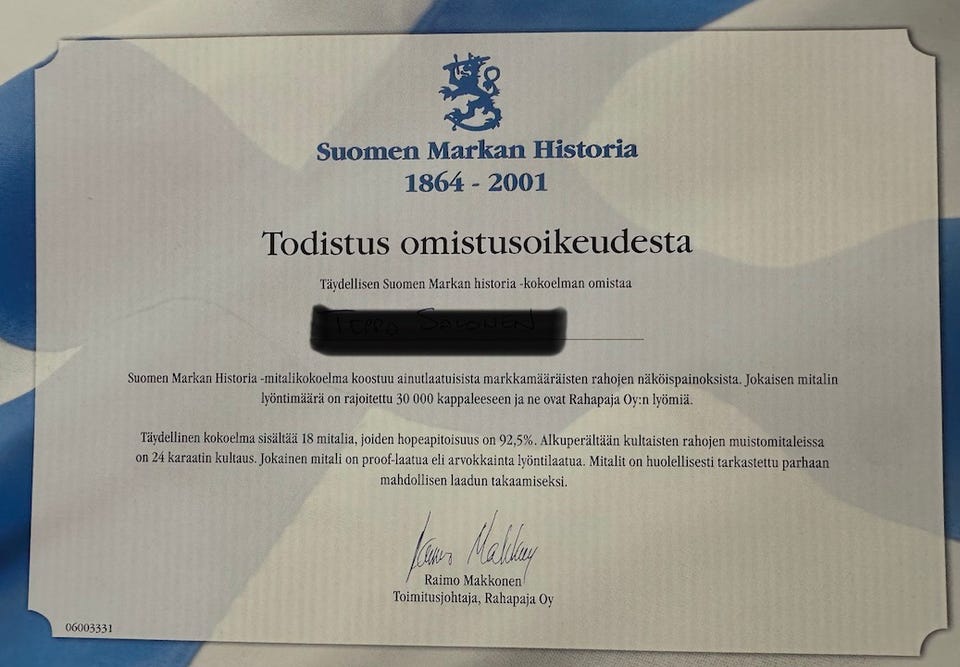 Suomen Markan Historia
1864 - 2001
Todistus omistusoikeudesta
Täydellisen Suomen Markan historia -kokoelman omistaa
Suomen Markan Historia -mitalikokoelma koostuu ainutlaatuisista markkamääräisten rahojen näköispainoksista. Jokaisen mitalin
lyöntimäärä on rajoitettu 30 000 kappaleeseen ja ne ovat Rahapaja Oy:n lyömiä.
Täydellinen kokoelma sisältää 18 mitalia, joiden hopeapitoisuus on 92,5%. Alkuperältään kultaisten rahojen muistomitaleissa
on 24 karaatin kultaus. Jokainen mitali on proof-laatua eli arvokkainta lyöntilaatua. Mitalit on huolellisesti tarkastettu parhaan
mahdollisen laadun takaamiseksi.
Raimo Makkonen
Toimitusjohtaja, Rahapaja Oy
06003331